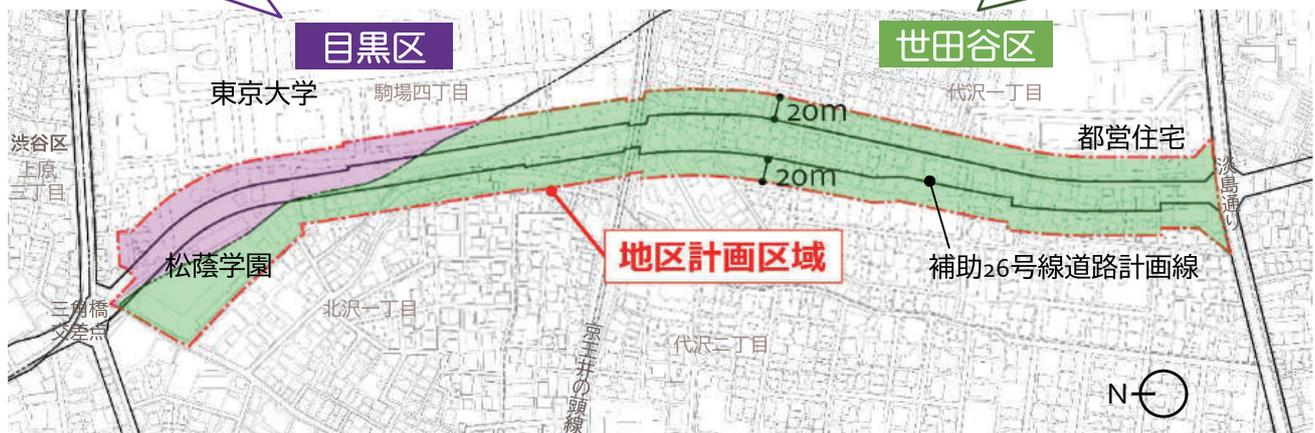 目黒区
世田谷区
東京大学
駒場四丁目
代沢一丁目
20m
都営住宅
渋谷区
上原
三丁目
20m
淡島通り
地区計画区域
松蔭学園
補助26号線道路計画線
三角橋
交差点
北沢一丁目
京王井の頭線
代沢二丁目
N